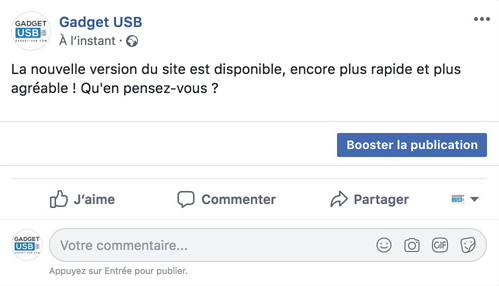 GADGET
USB
Gadget USB
À l'instant ·
La nouvelle version du site est disponible, encore plus rapide et plus
agréable ! Qu'en pensez-vous ?
Booster la publication
J'aime
Commenter
Partager
GADGET
USB
GADGET
USB
Votre commentaire...
GIF
Appuyez sur Entrée pour publier.